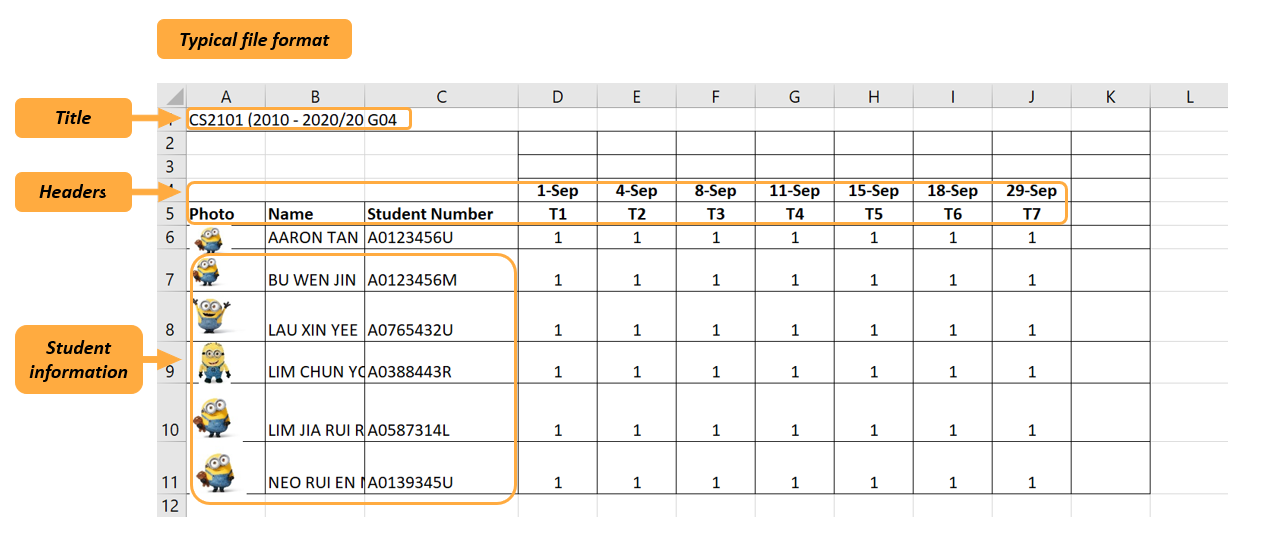 Typical file format
A B C D E F G H I J K L
Title
1 CS2101 (2010 - 2020/20 G04
2
3
Headers
4 1-Sep 4-Sep 8-Sep 11-Sep 15-Sep 18-Sep 29-Sep
5 Photo Name Student Number T1 T2 T3 T4 T5 T6 T7
6 AARON TAN A0123456U 1 1 1 1 1 1 1
7 BU WEN JIN A0123456M 1 1 1 1 1 1 1
8 LAU XIN YEE A0765432U 1 1 1 1 1 1 1
Student
information
9 LIM CHUN YO A0388443R 1 1 1 1 1 1 1
10 LIM JIA RUI R A0587314L 1 1 1 1 1 1 1
11 NEO RUI EN A0139345U 1 1 1 1 1 1 1
12